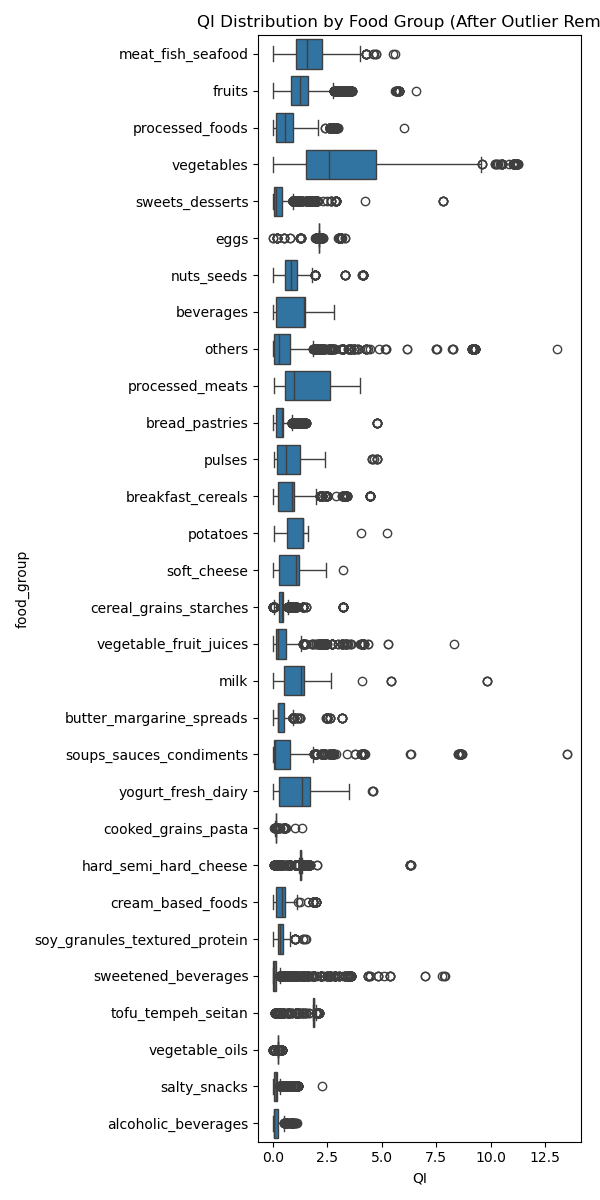 QI Distribution by Food Group (After Outlier Rem
meat_fish_seafood
fruits
processed_foods
vegetables
sweets_desserts
eggs
nuts_seeds
beverages
others
processed_meats
bread_pastries
pulses
breakfast_cereals
potatoes
soft_cheese
cereal_grains_starches
vegetable_fruit_juices
milk
butter_margarine_spreads
soups_sauces_condiments
yogurt_fresh_dairy
cooked_grains_pasta
hard_semi_hard_cheese
cream_based_foods
soy_granules_textured_protein
sweetened_beverages
tofu_tempeh_seitan
vegetable_oils
salty_snacks
alcoholic_beverages
food_group
0.0 2.5 5.0 7.5 10.0 12.5
QI